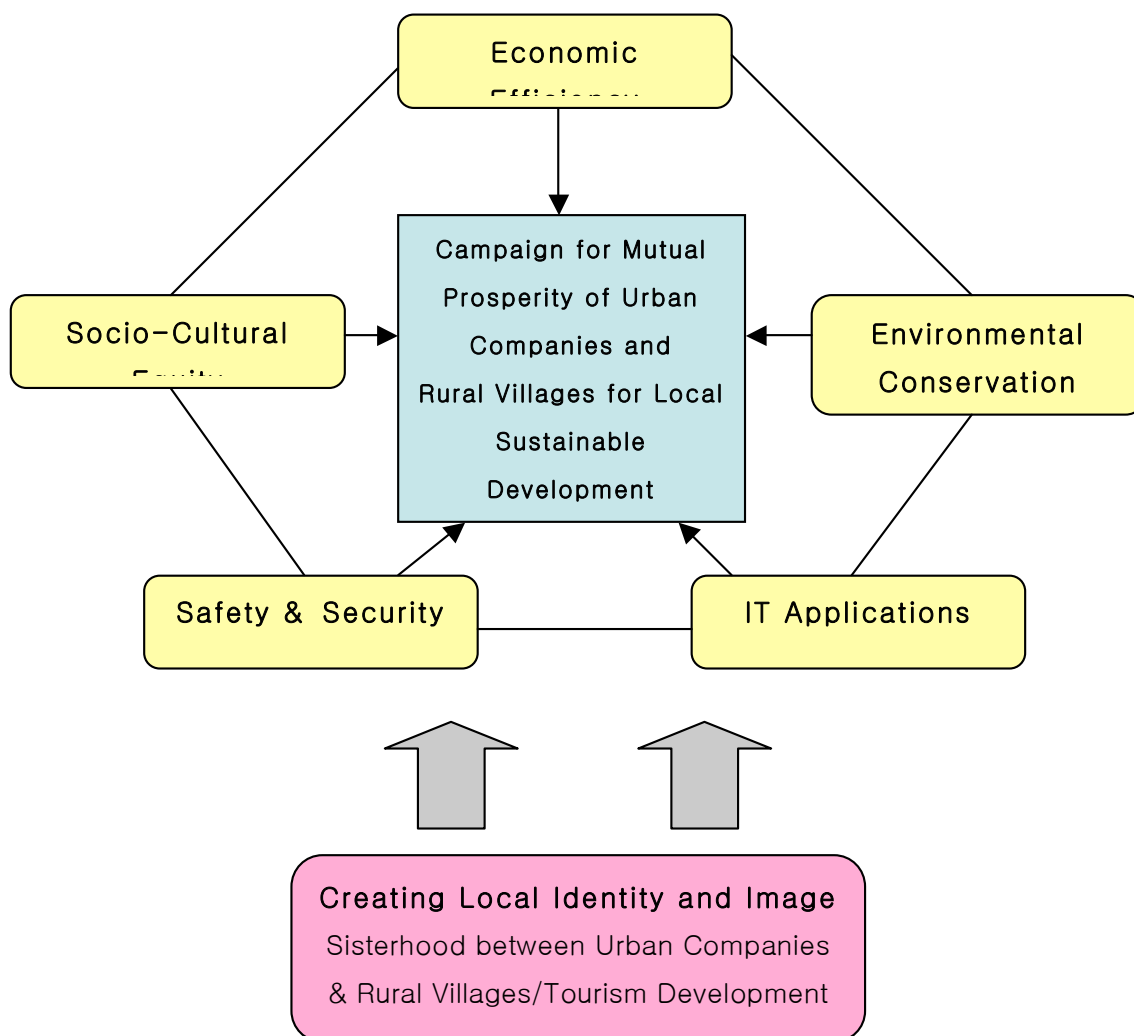 Economic
Campaign for Mutual
Prosperity of Urban
Companies and
Rural Villages for Local
Sustainable
Development
Socio-Cultural
Environmental
Conservation
Safety & Security
IT Applications
Creating Local Identity and Image
Sisterhood between Urban Companies
& Rural Villages/Tourism Development